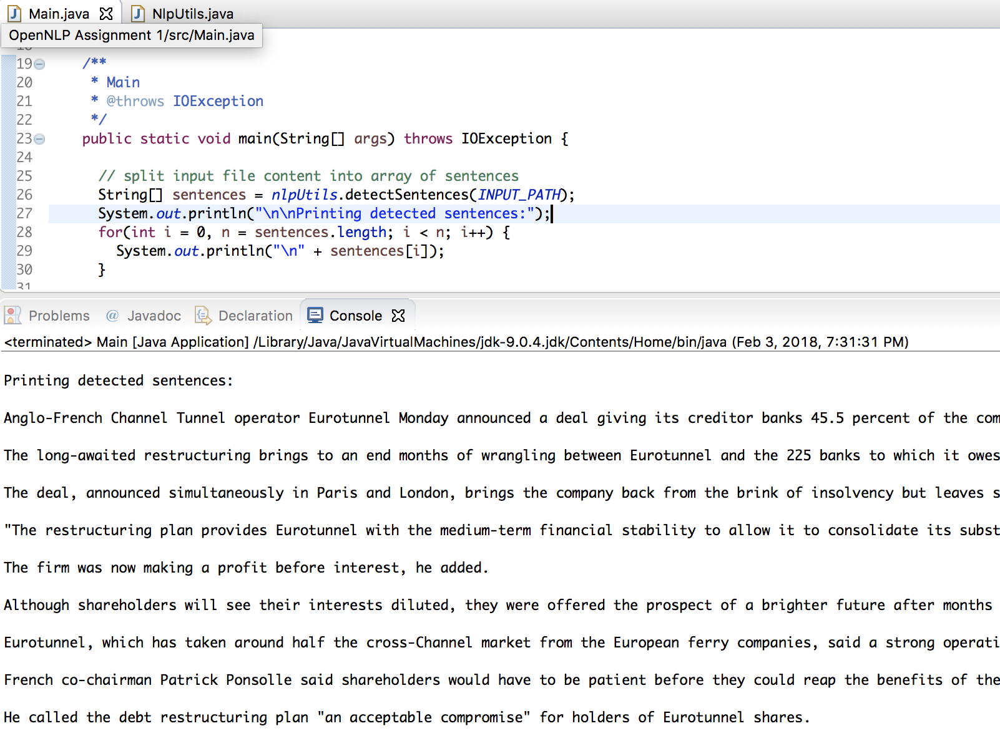 Main.java
NlpUtils.java
OpenNLP Assignment 1/src/Main.java
19 /**
20 * Main
21 * @throws IOException
22 */
23 public static void main(String[] args) throws IOException {
24
25 // split input file content into array of sentences
26 String[] sentences = nlpUtils.detectSentences(INPUT_PATH);
27 System.out.println("\n\nPrinting detected sentences:");
28 for(int i = 0, n = sentences.length; i < n; i++) {
29 System.out.println("\n" + sentences[i]);
30 }
31
Problems @ Javadoc Declaration Console
<terminated> Main [Java Application] /Library/Java/JavaVirtualMachines/jdk-9.0.4.jdk/Contents/Home/bin/java (Feb 3, 2018, 7:31:31 PM)
Printing detected sentences:
Anglo-French Channel Tunnel operator Eurotunnel Monday announced a deal giving its creditor banks 45.5 percent of the com
The long-awaited restructuring brings to an end months of wrangling between Eurotunnel and the 225 banks to which it owes
The deal, announced simultaneously in Paris and London, brings the company back from the brink of insolvency but leaves s
"The restructuring plan provides Eurotunnel with the medium-term financial stability to allow it to consolidate its subst
The firm was now making a profit before interest, he added.
Although shareholders will see their interests diluted, they were offered the prospect of a brighter future after months
Eurotunnel, which has taken around half the cross-Channel market from the European ferry companies, said a strong operati
French co-chairman Patrick Ponsolle said shareholders would have to be patient before they could reap the benefits of the
He called the debt restructuring plan "an acceptable compromise" for holders of Eurotunnel shares.